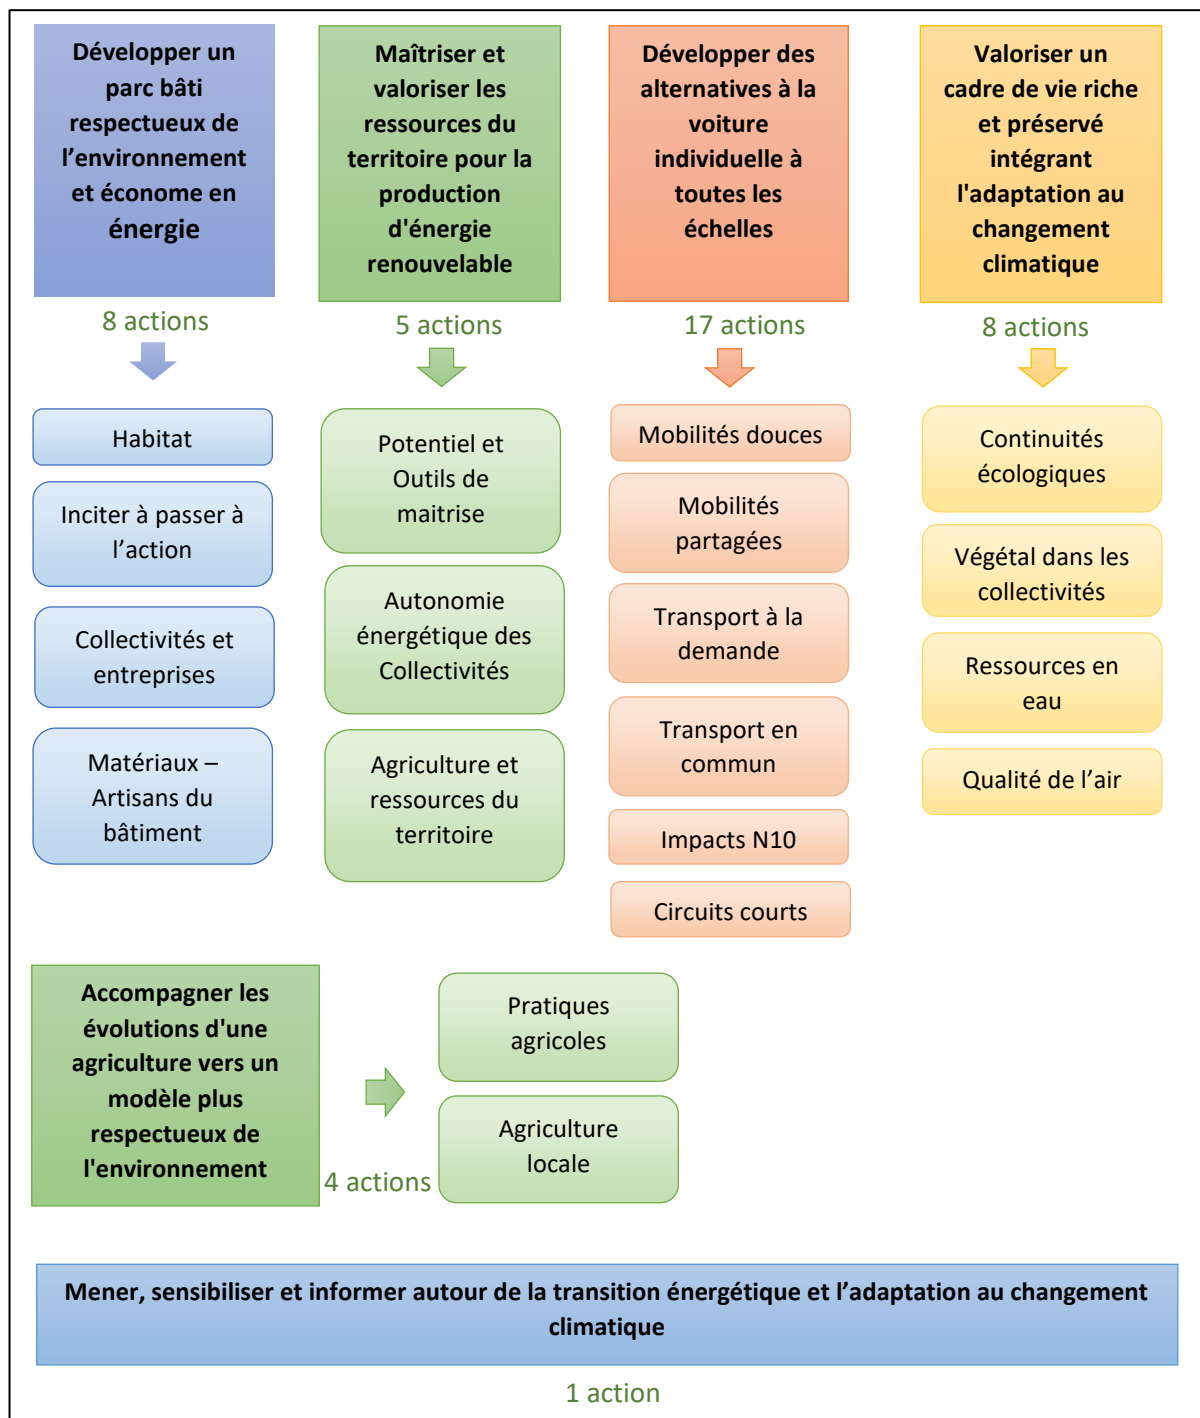 Développer un
parc bâti
respectueux de
l’environnement
et économe en
énergie
8 actions
Habitat
Inciter à passer à
l’action
Collectivités et
entreprises
Matériaux –
Artisans du
bâtiment
Maîtriser et
valoriser les
ressources du
territoire pour la
production
d'énergie
renouvelable
5 actions
Potentiel et
Outils de
maitrise
Autonomie
énergétique des
Collectivités
Agriculture et
ressources du
territoire
Développer des
alternatives à la
voiture
individuelle à
toutes les
échelles
17 actions
Mobilités douces
Mobilités
partagées
Transport à la
demande
Transport en
commun
Impacts N10
Circuits courts
Valoriser un
cadre de vie riche
et préservé
intégrant
l'adaptation au
changement
climatique
8 actions
Continuités
écologiques
Végétal dans les
collectivités
Ressources en
eau
Qualité de l’air
Accompagner les
évolutions d'une
agriculture vers un
modèle plus
respectueux de
l'environnement
4 actions
Pratiques
agricoles
Agriculture
locale
Mener, sensibiliser et informer autour de la transition énergétique et l’adaptation au changement
climatique
1 action